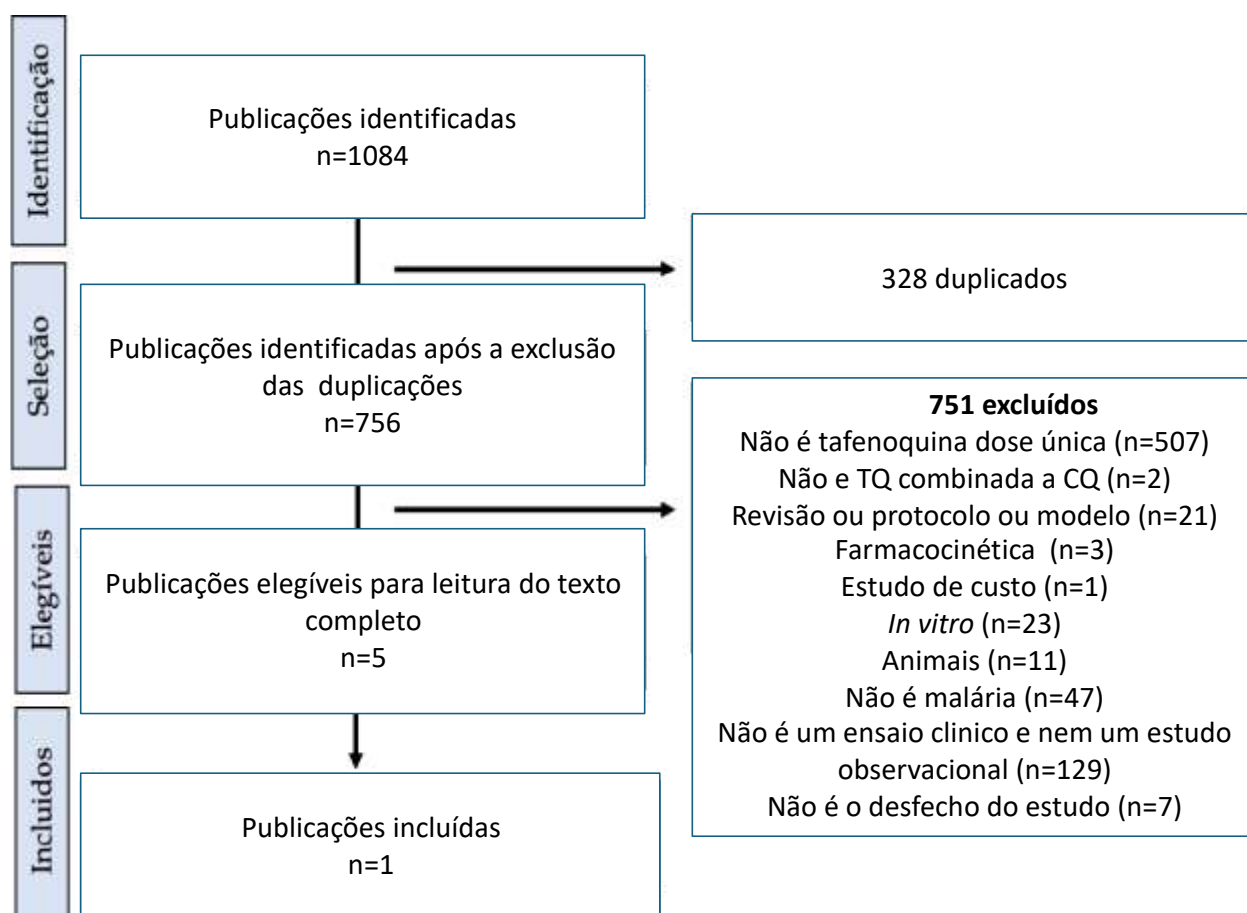 Identificação
Publicações identificadas
n=1084
328 duplicados
Seleção
Publicações identificadas após a exclusão
das duplicações
n=756
751 excluídos
Não é tafenoquina dose única (n=507)
Não e TQ combinada a CQ (n=2)
Revisão ou protocolo ou modelo (n=21)
Farmacocinética (n=3)
Estudo de custo (n=1)
In vitro (n=23)
Animais (n=11)
Não é malária (n=47)
Não é um ensaio clinico e nem um estudo
observacional (n=129)
Não é o desfecho do estudo (n=7)
Elegíveis
Publicações elegíveis para leitura do texto
completo
n=5
Incluidos
Publicações incluídas
n=1